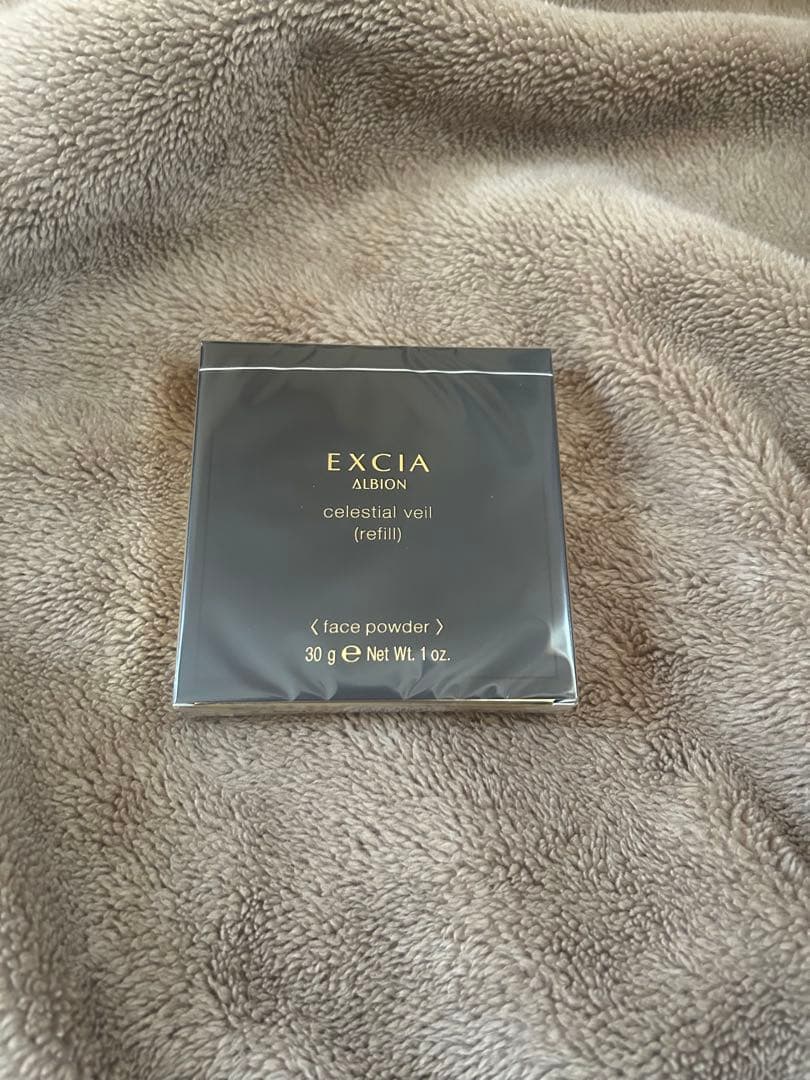 EXCIA
ALBION
celestial veil
(refill)
〈face powder〉
30 g ℮ Net Wt. 1 oz.